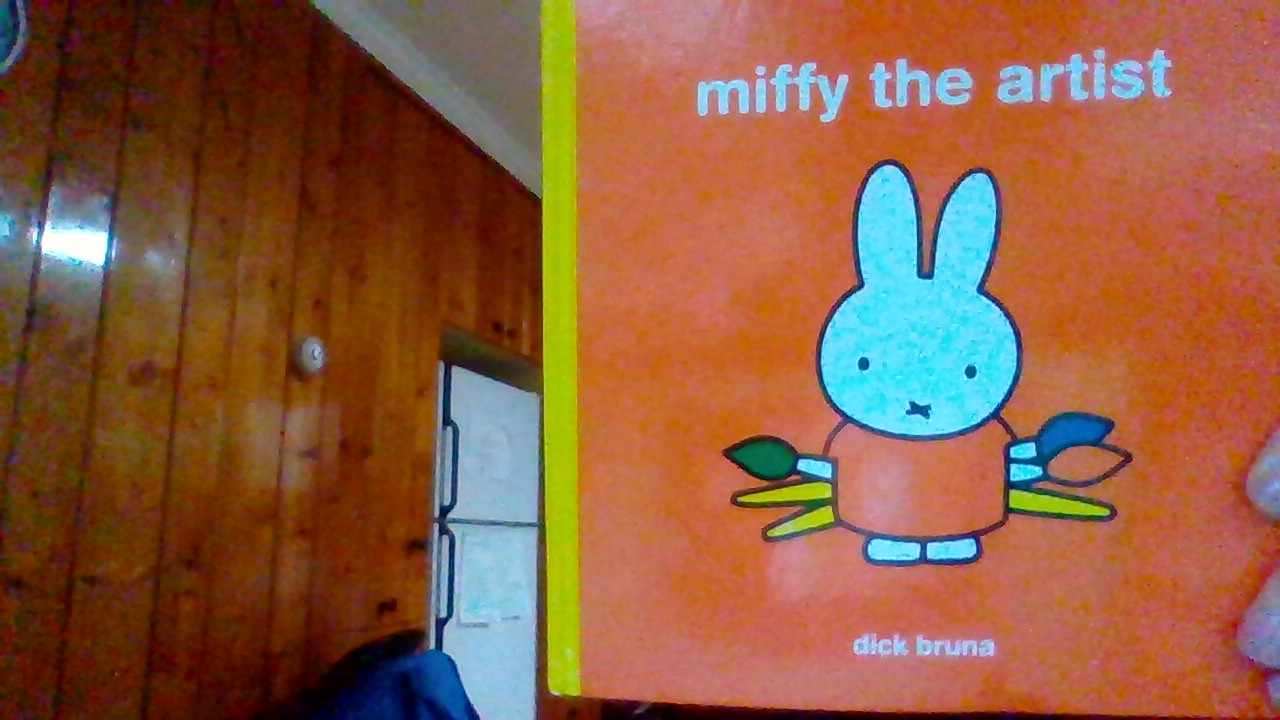 miffy the artist
dick bruna